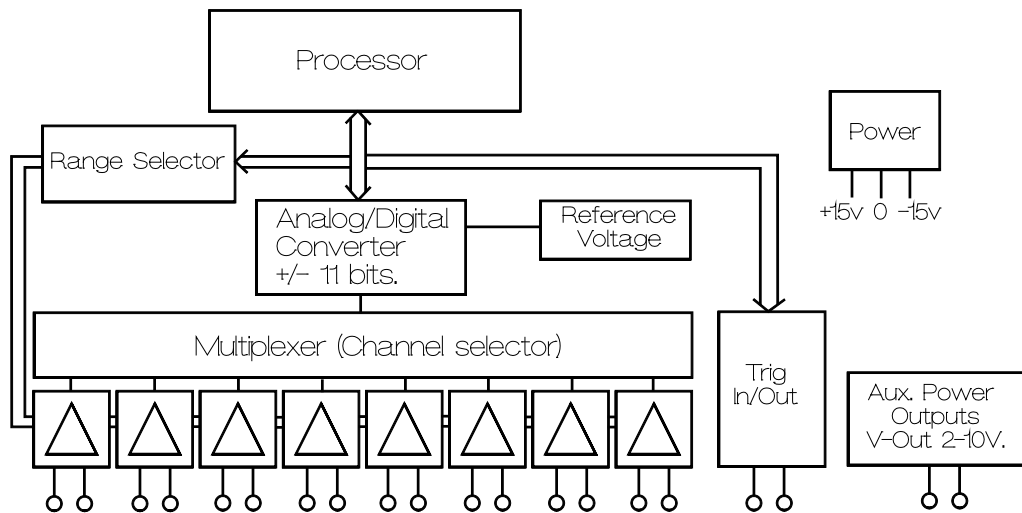 Processor
Range Selector
Power
+15v 0 -15v
Analog/Digital
Converter
+/- 11 bits.
Reference
Voltage
Multiplexer (Channel selector)
Trig
In/Out
Aux. Power
Outputs
V-Out 2-10V.